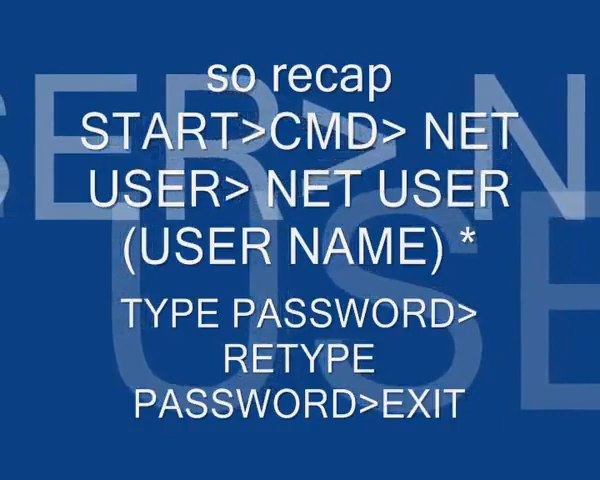 so recap
START>CMD> NET
USER> NET USER
(USER NAME) *
TYPE PASSWORD>
RETYPE
PASSWORD>EXIT